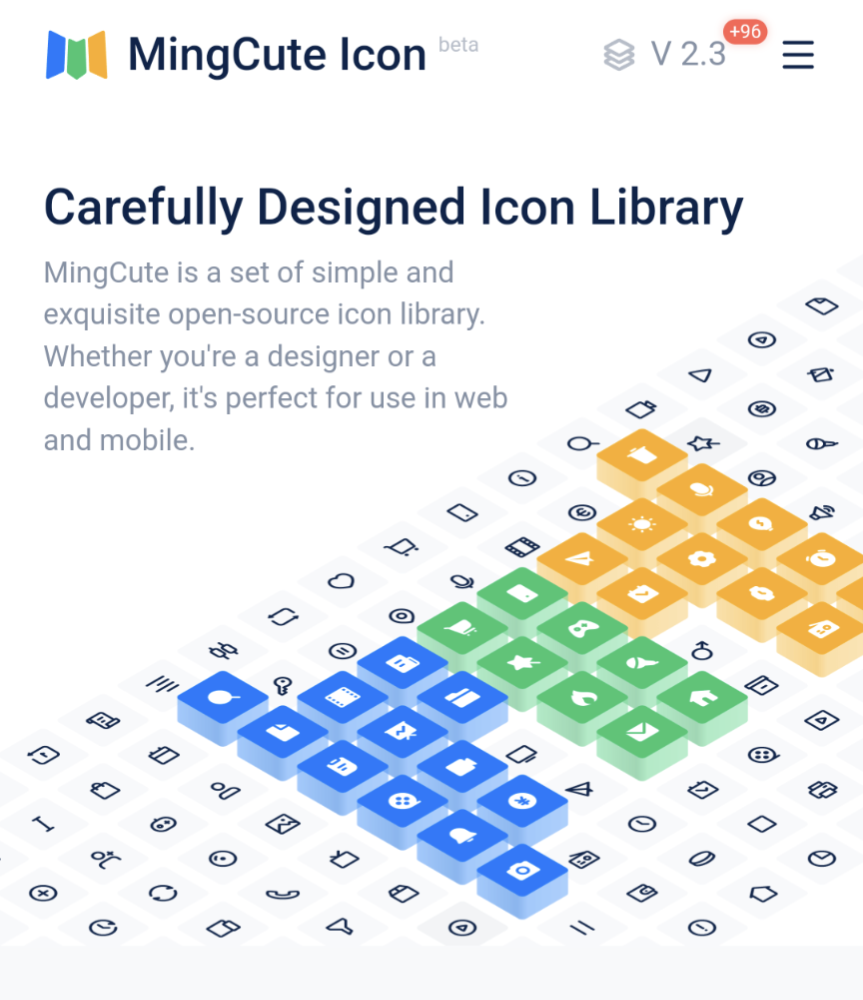 MingCute Icon beta
V 2.3 +96
Carefully Designed Icon Library
MingCute is a set of simple and
exquisite open-source icon library.
Whether you're a designer or a
developer, it's perfect for use in web
and mobile.